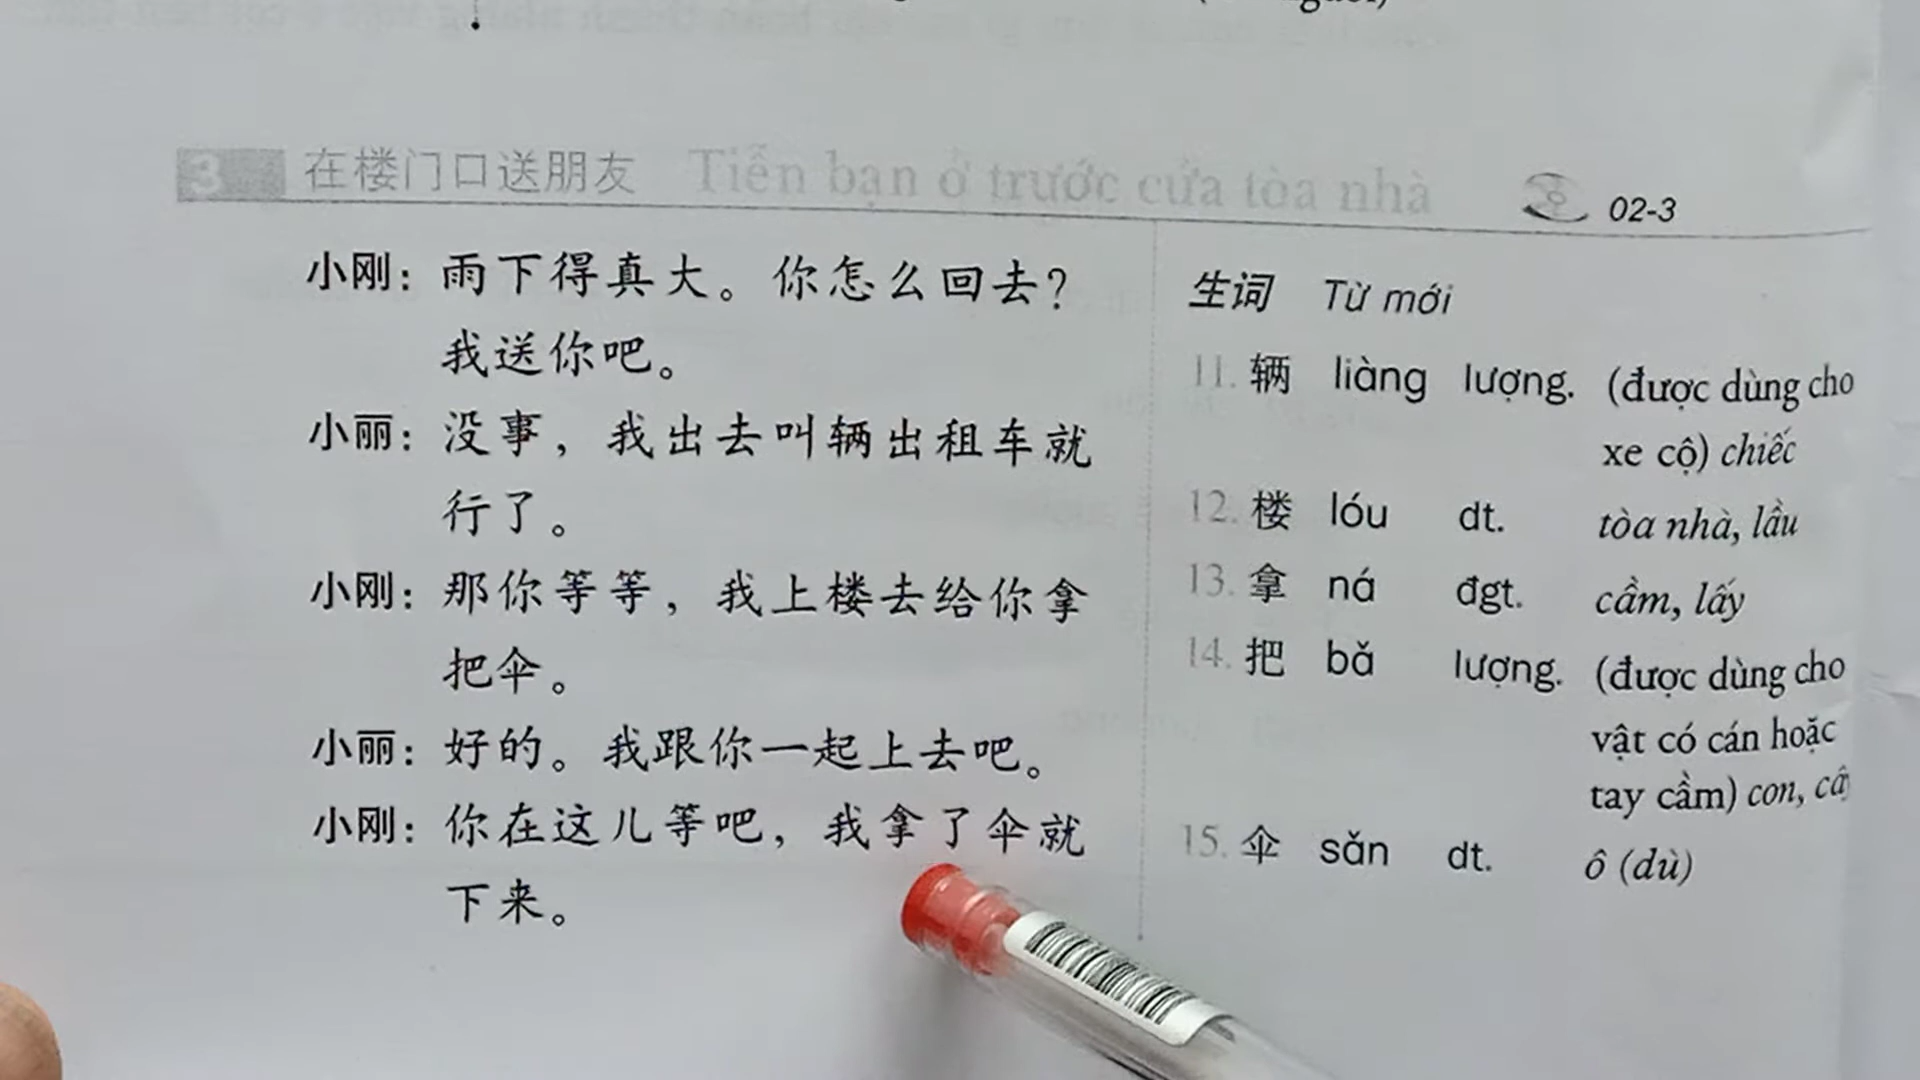 3 在楼门口送朋友 Tiễn bạn ở trước cửa tòa nhà 02-3
小刚：雨下得真大。你怎么回去？
我送你吧。
小丽：没事，我出去叫辆出租车就
行了。
小刚：那你等等，我上楼去给你拿
把伞。
小丽：好的。我跟你一起上去吧。
小刚：你在这儿等吧，我拿了伞就
下来。
生词 Từ mới
11. 辆 liàng lượng. (được dùng cho
xe cộ) chiếc
12. 楼 lóu dt. tòa nhà, lầu
13. 拿 ná đgt. cầm, lấy
14. 把 bǎ lượng. (được dùng cho
vật có cán hoặc
tay cầm) con,
15. 伞 sǎn dt. ô (dù)